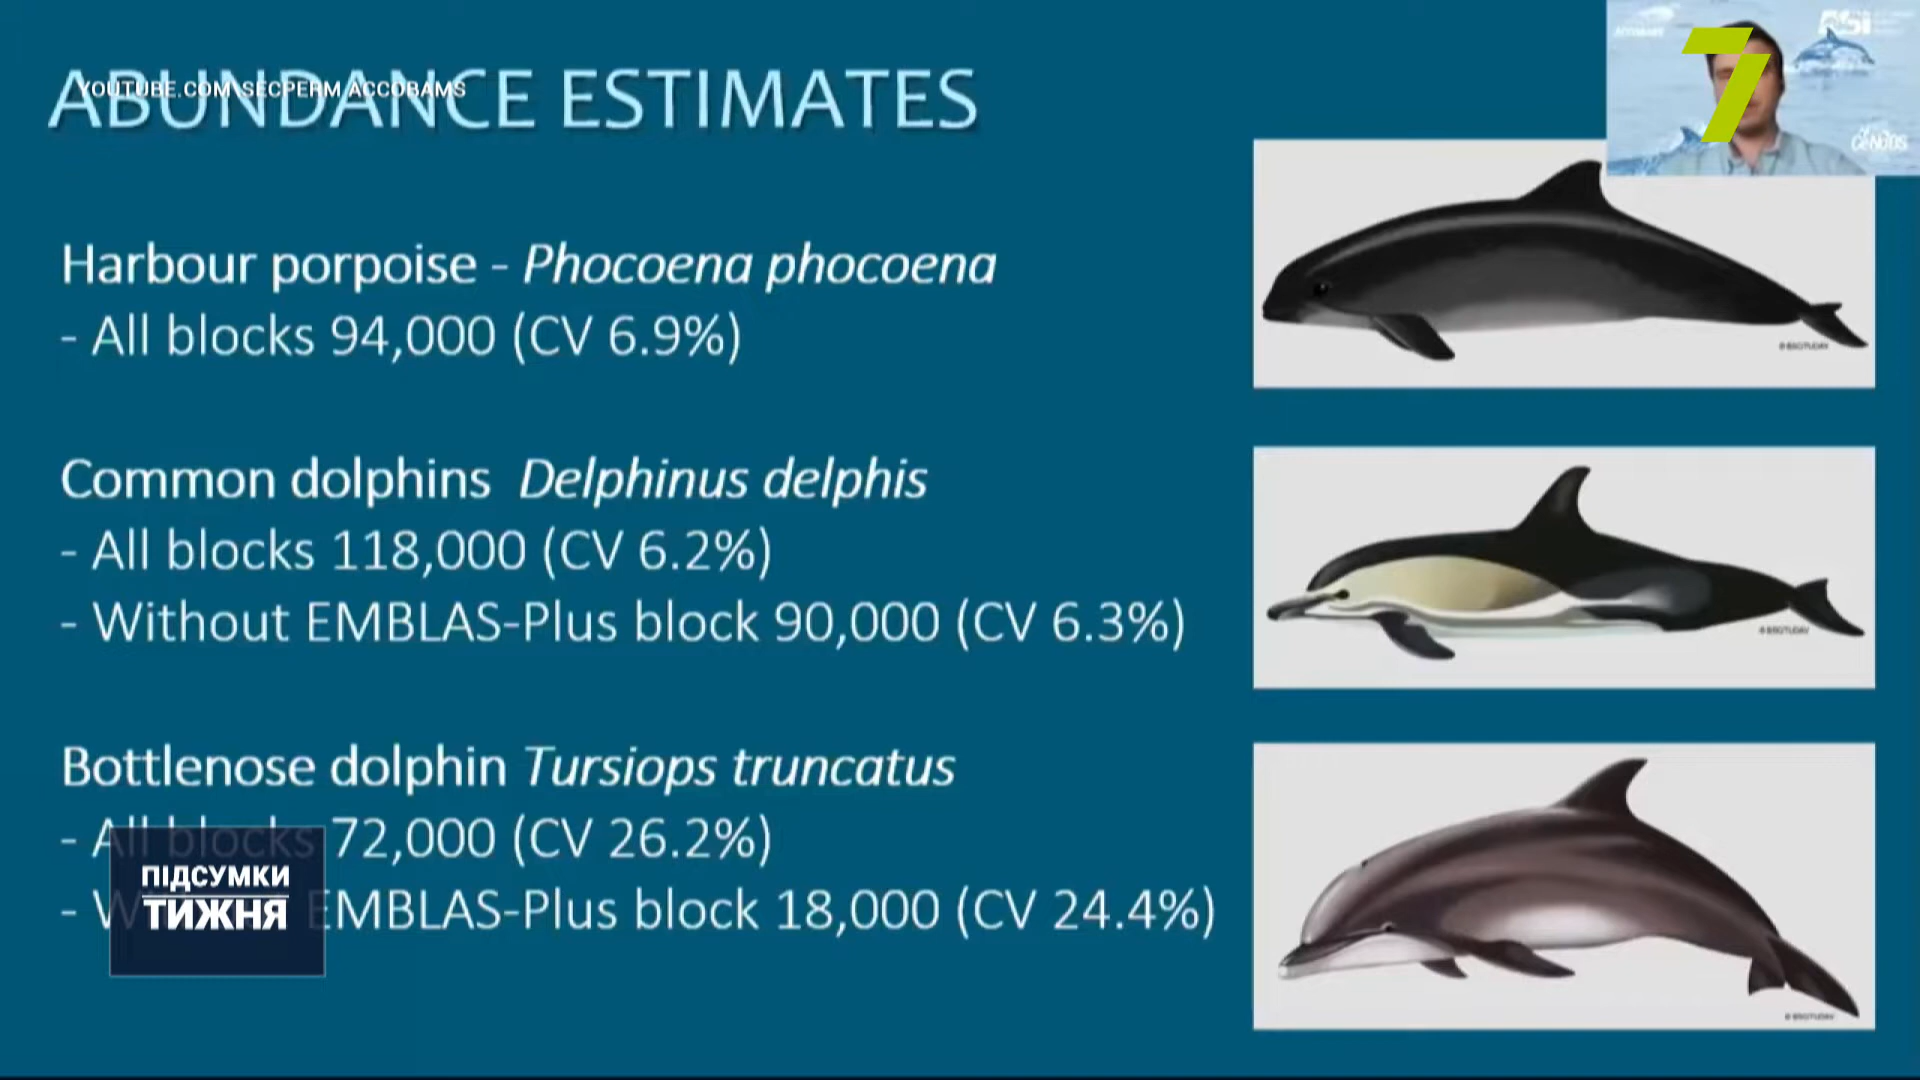 ABUNDANCE ESTIMATES
YOUTUBE.COM\SECPERM ACCOBAMS
7
Harbour porpoise - Phocoena phocoena
- All blocks 94,000 (CV 6.9%)
Common dolphins Delphinus delphis
- All blocks 118,000 (CV 6.2%)
- Without EMBLAS-Plus block 90,000 (CV 6.3%)
Bottlenose dolphin Tursiops truncatus
- All blocks 72,000 (CV 26.2%)
- EMBLAS-Plus block 18,000 (CV 24.4%)
ПІДСУМКИ
ТИЖНЯ